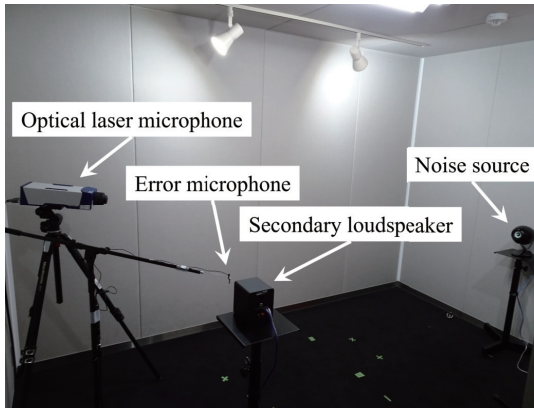 Optical laser microphone
Error microphone
Noise source
Secondary loudspeaker